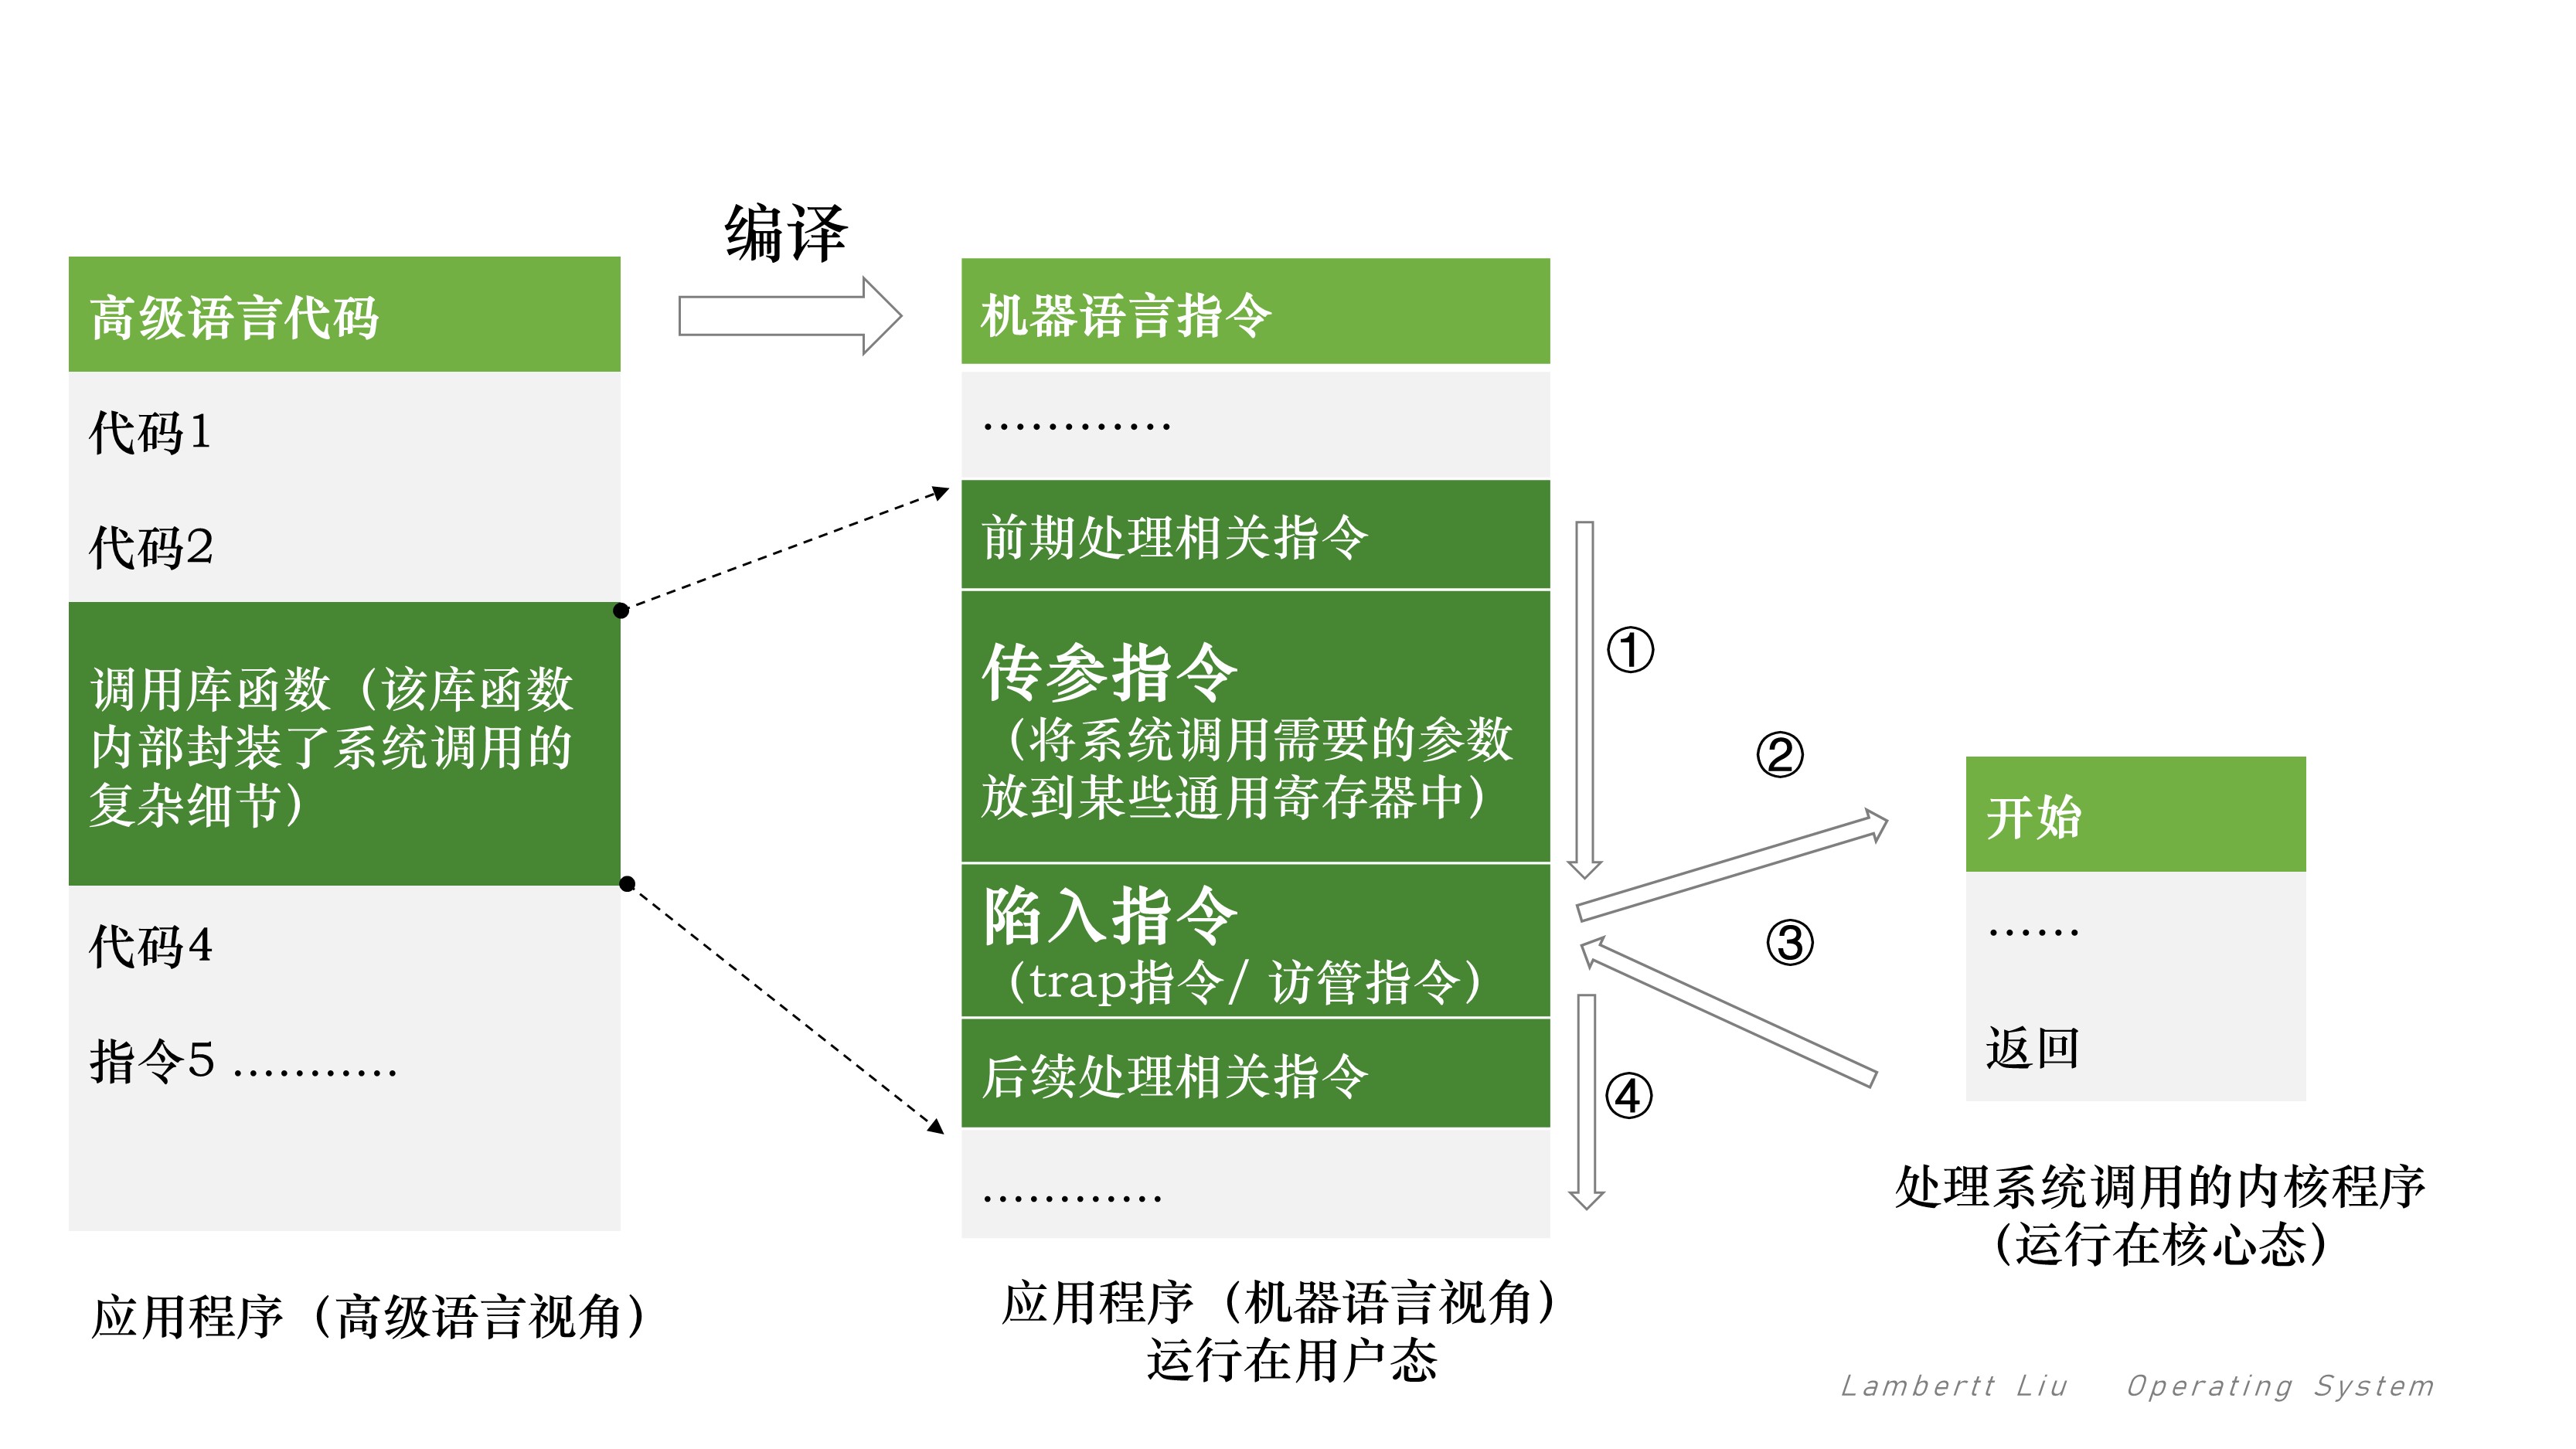 编译
高级语言代码
代码1
代码2
调用库函数（该库函数
内部封装了系统调用的
复杂细节）
代码4
指令5 …………
应用程序（高级语言视角）
机器语言指令
…………
前期处理相关指令
传参指令
（将系统调用需要的参数
放到某些通用寄存器中）
陷入指令
（trap指令/ 访管指令）
后续处理相关指令
…………
应用程序（机器语言视角）
运行在用户态
①
②
③
④
开始
……
返回
处理系统调用的内核程序
（运行在核心态）
Lambertt Liu   Operating System